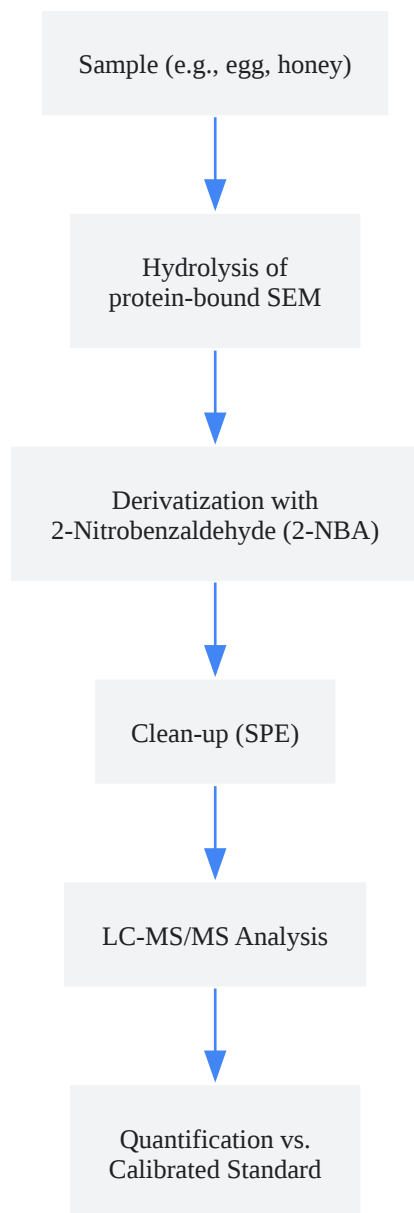 Sample (e.g., egg, honey)
Hydrolysis of
protein-bound SEM
Derivatization with
2-Nitrobenzaldehyde (2-NBA)
Clean-up (SPE)
LC-MS/MS Analysis
Quantification vs.
Calibrated Standard